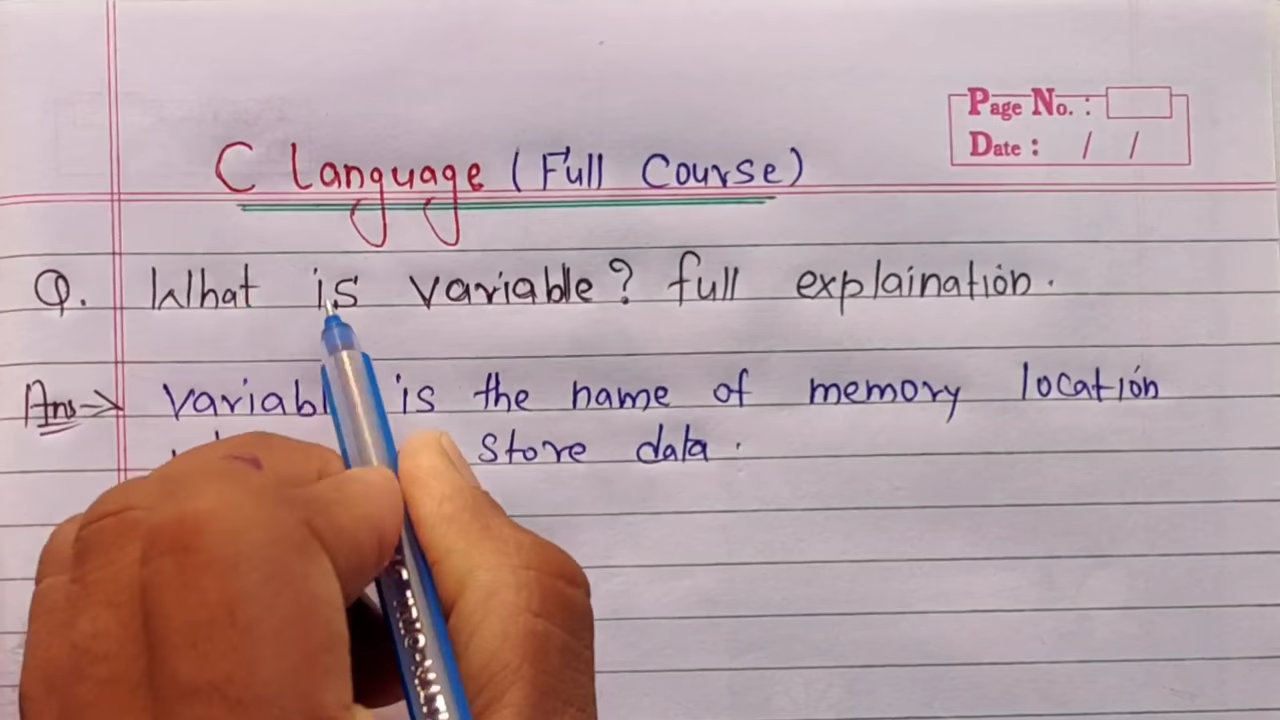 Page No. :
Date : / /
C language (Full Course)
Q. What is variable? full explaination.
Ans-> variabl is the name of memory location
store data.